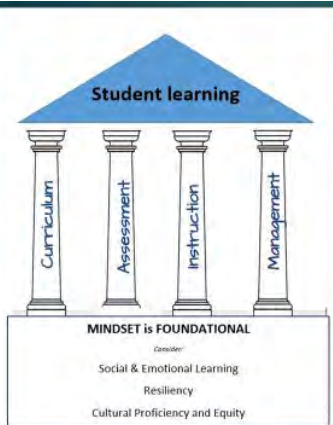 Student learning
Curriculum
Assessment
Instruction
Management
MINDSET is FOUNDATIONAL
Consider:
Social & Emotional Learning
Resiliency
Cultural Proficiency and Equity